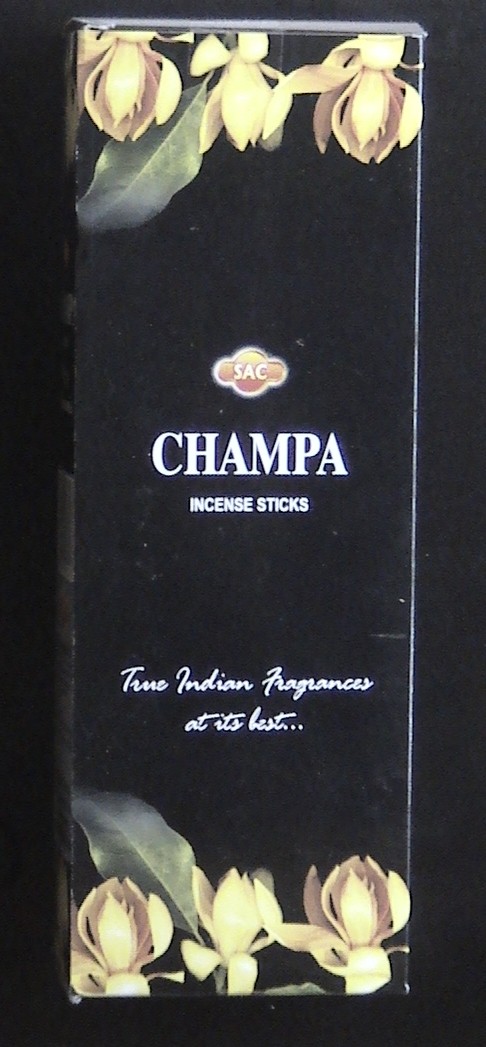 SAC
CHAMPA
INCENSE STICKS
True Indian Fragrances
at its best...